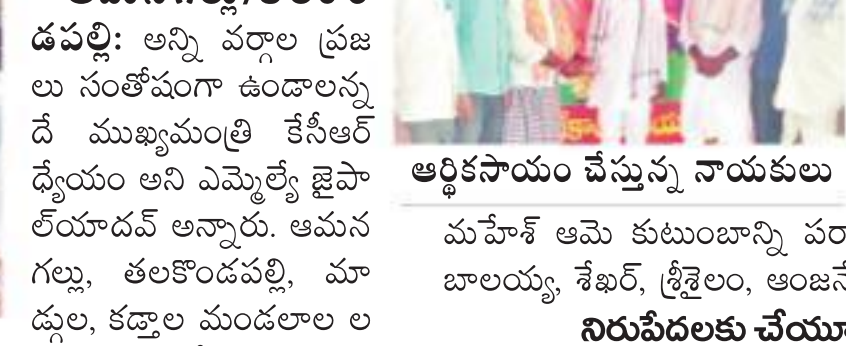 డపల్లి: అన్ని వర్గాల ప్రజ
లు సంతోషంగా ఉండాలన్న
దే ముఖ్యమంత్రి కేసీఆర్
ధ్యేయం అని ఎమ్మెల్యే జైపా
ల్‌యాదవ్ అన్నారు. ఆమన
గల్లు, తలకొండపల్లి, మా
డ్గుల, కడ్తాల మండలాల ల
ఆర్థికసాయం చేస్తున్న నాయకులు
మహేశ్ ఆమె కుటుంబాన్ని పరా
బాలయ్య, శేఖర్, శ్రీశైలం, ఆంజనే
నిరుపేదలకు చేయూ